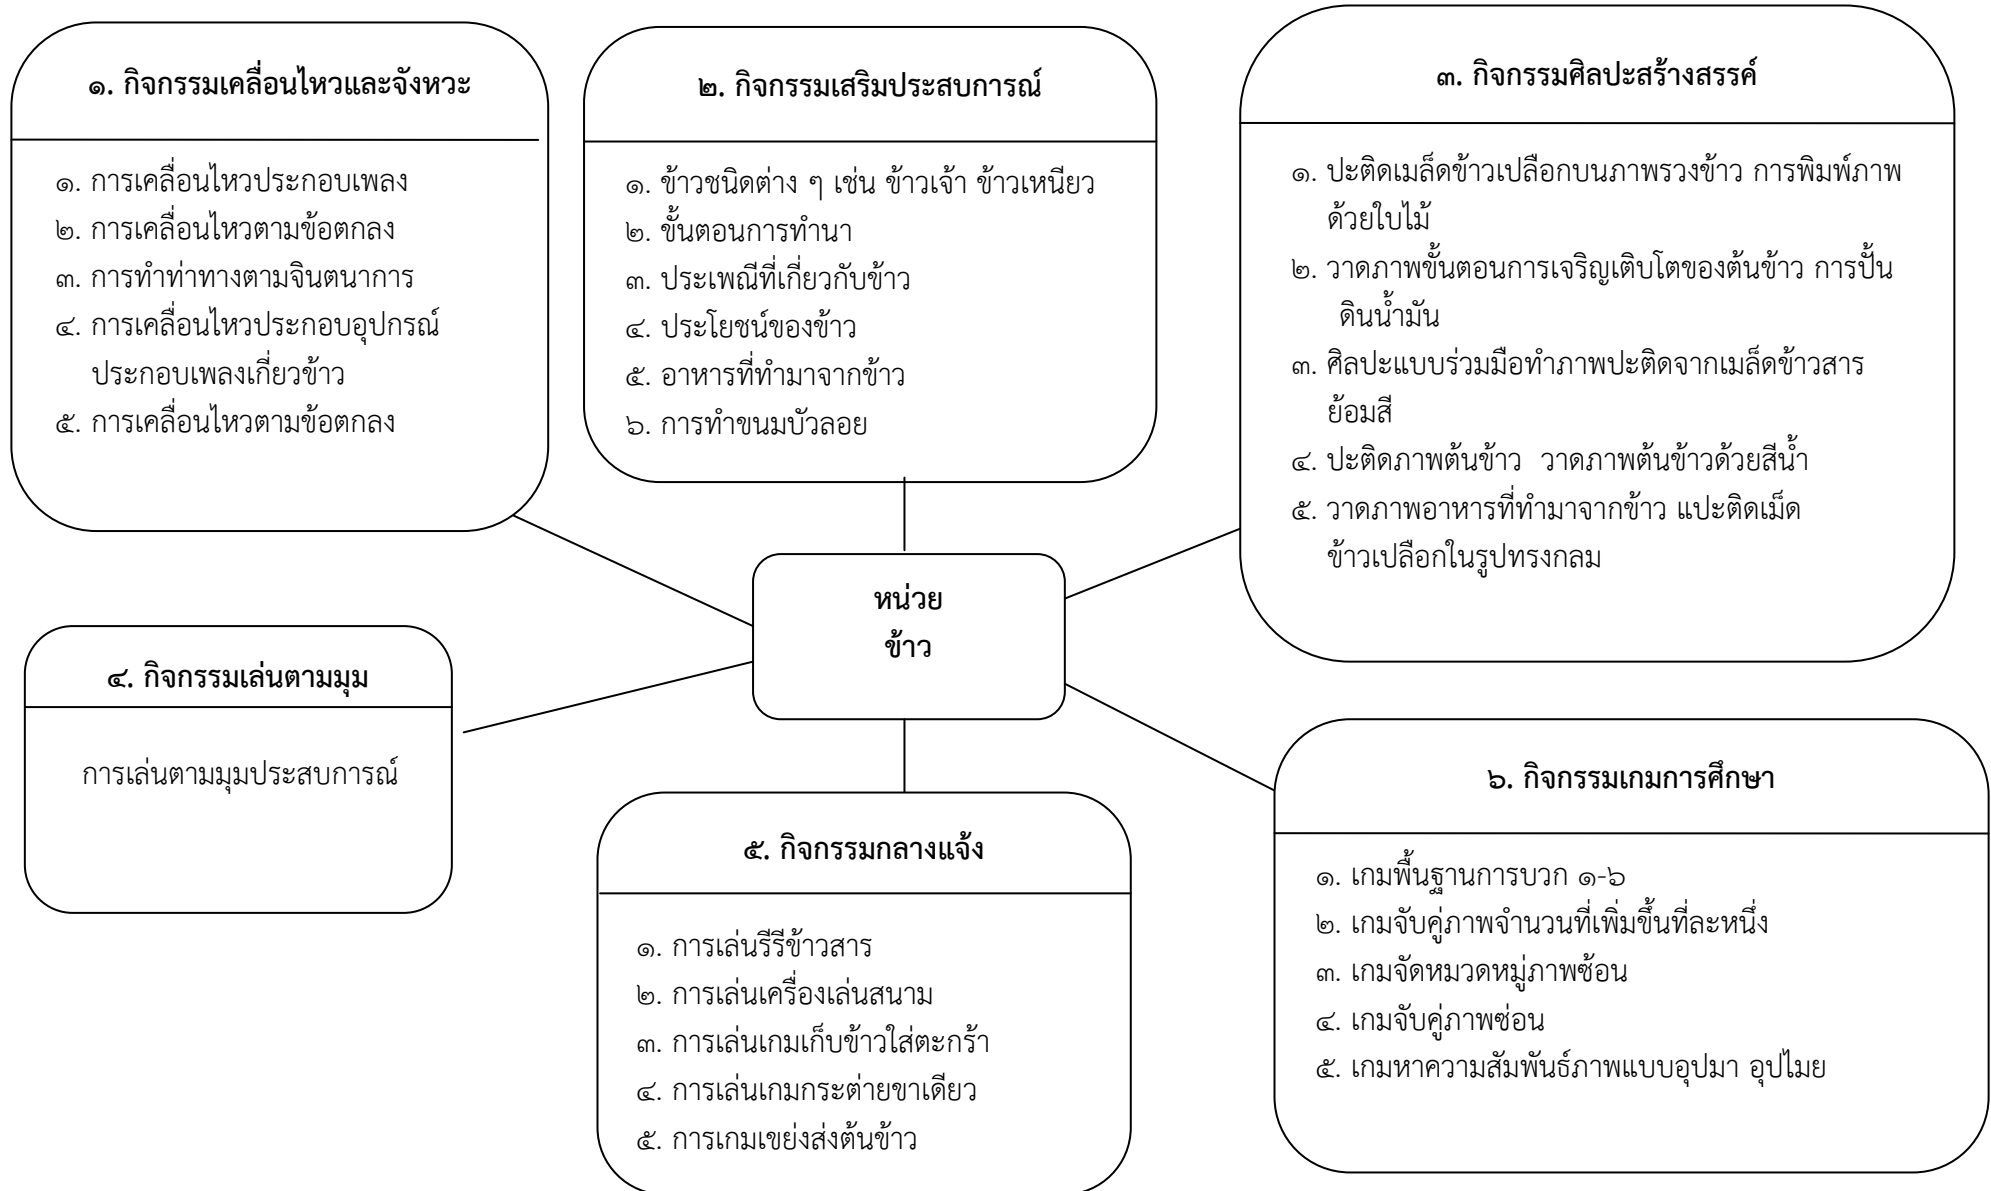 ๑. กิจกรรมเคลื่อนไหวและจังหวะ
๑. การเคลื่อนไหวประกอบเพลง
๒. การเคลื่อนไหวตามข้อตกลง
๓. การทำท่าทางตามจินตนาการ
๔. การเคลื่อนไหวประกอบอุปกรณ์
ประกอบเพลงเกี่ยวข้าว
๕. การเคลื่อนไหวตามข้อตกลง
๒. กิจกรรมเสริมประสบการณ์
๑. ข้าวชนิดต่าง ๆ เช่น ข้าวเจ้า ข้าวเหนียว
๒. ขั้นตอนการทำนา
๓. ประเพณีที่เกี่ยวกับข้าว
๔. ประโยชน์ของข้าว
๕. อาหารที่ทำมาจากข้าว
๖. การทำขนมบัวลอย
๓. กิจกรรมศิลปะสร้างสรรค์
๑. ปะติดเมล็ดข้าวเปลือกบนภาพรวงข้าว การพิมพ์ภาพ
ด้วยใบไม้
๒. วาดภาพขั้นตอนการเจริญเติบโตของต้นข้าว การปั้น
ดินน้ำมัน
๓. ศิลปะแบบร่วมมือทำภาพปะติดจากเมล็ดข้าวสาร
ย้อมสี
๔. ปะติดภาพต้นข้าว วาดภาพต้นข้าวด้วยสีน้ำ
๕. วาดภาพอาหารที่ทำมาจากข้าว แปะติดเม็ด
ข้าวเปลือกในรูปทรงกลม
หน่วย
ข้าว
๔. กิจกรรมเล่นตามมุม
การเล่นตามมุมประสบการณ์
๕. กิจกรรมกลางแจ้ง
๑. การเล่นรีรีข้าวสาร
๒. การเล่นเครื่องเล่นสนาม
๓. การเล่นเกมเก็บข้าวใส่ตะกร้า
๔. การเล่นเกมกระต่ายขาเดียว
๕. การเกมเขย่งส่งต้นข้าว
๖. กิจกรรมเกมการศึกษา
๑. เกมพื้นฐานการบวก ๑-๖
๒. เกมจับคู่ภาพจำนวนที่เพิ่มขึ้นที่ละหนึ่ง
๓. เกมจัดหมวดหมู่ภาพซ้อน
๔. เกมจับคู่ภาพซ่อน
๕. เกมหาความสัมพันธ์ภาพแบบอุปมา อุปไมย